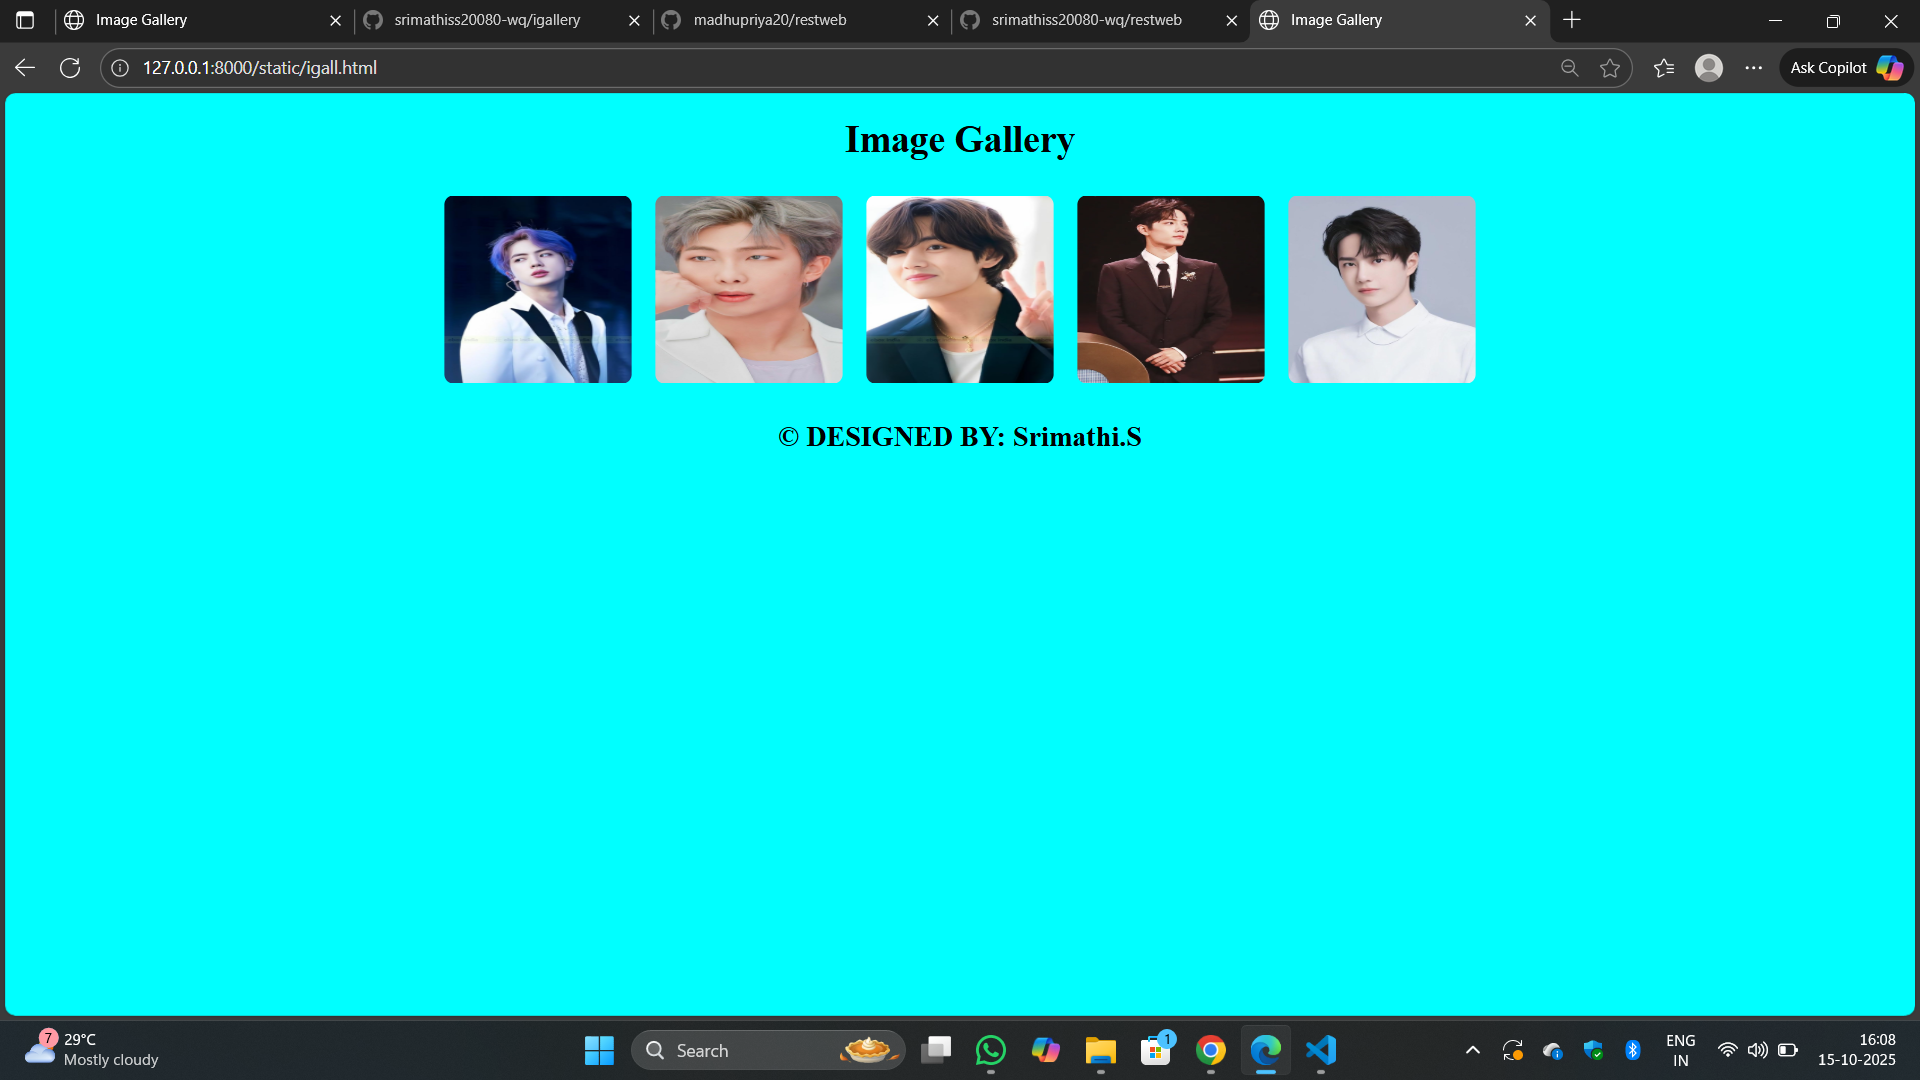 Image Gallery
srimathiss20080-wq/igallery
madhupriya20/restweb
srimathiss20080-wq/restweb
Image Gallery
127.0.0.1:8000/static/igall.html
Ask Copilot
Image Gallery
© DESIGNED BY: Srimathi.S
7
29°C
Mostly cloudy
Search
1
ENG
IN
16:08
15-10-2025